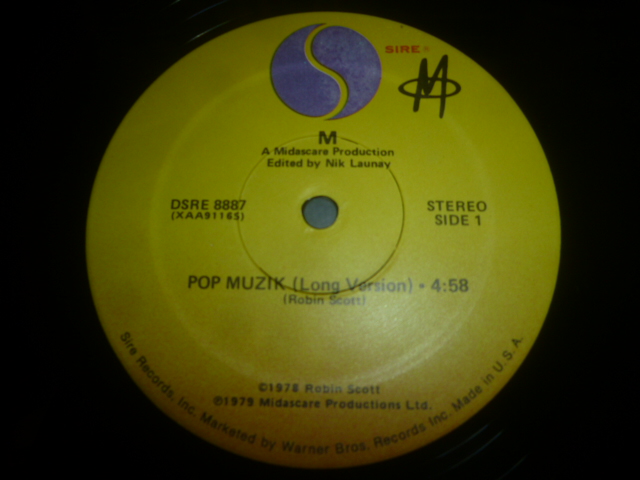 SIRE®
M
M
A Midascare Production
Edited by Nik Launay
DSRE 8887
(XAA9116S)
STEREO
SIDE 1
POP MUZIK (Long Version) • 4:58
(Robin Scott)
©1978 Robin Scott
℗1979 Midascare Productions Ltd.
Sire Records, Inc. Marketed by Warner Bros. Records Inc. Made in U.S.A.